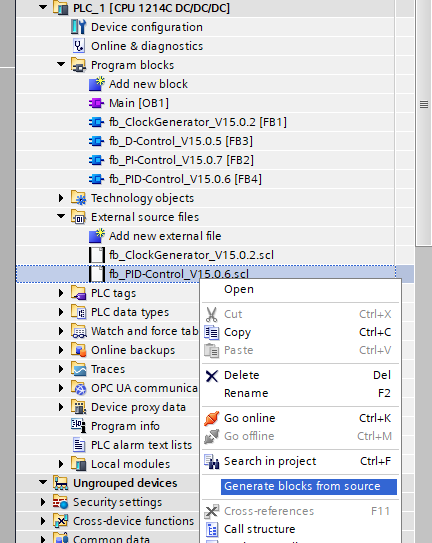 PLC_1 [CPU 1214C DC/DC/DC]
Device configuration
Online & diagnostics
Program blocks
Add new block
Main [OB1]
fb_ClockGenerator_V15.0.2 [FB1]
fb_D-Control_V15.0.5 [FB3]
fb_PI-Control_V15.0.7 [FB2]
fb_PID-Control_V15.0.6 [FB4]
Technology objects
External source files
Add new external file
fb_ClockGenerator_V15.0.2.scl
fb_PID-Control_V15.0.6.scl
PLC tags
PLC data types
Watch and force tab
Online backups
Traces
OPC UA communica
Device proxy data
Program info
PLC alarm text lists
Local modules
Ungrouped devices
Security settings
Cross-device functions
Common data
Open
Cut Ctrl+X
Copy Ctrl+C
Paste Ctrl+V
Delete Del
Rename F2
Go online Ctrl+K
Go offline Ctrl+M
Search in project Ctrl+F
Generate blocks from source
Cross-references F11
Call structure